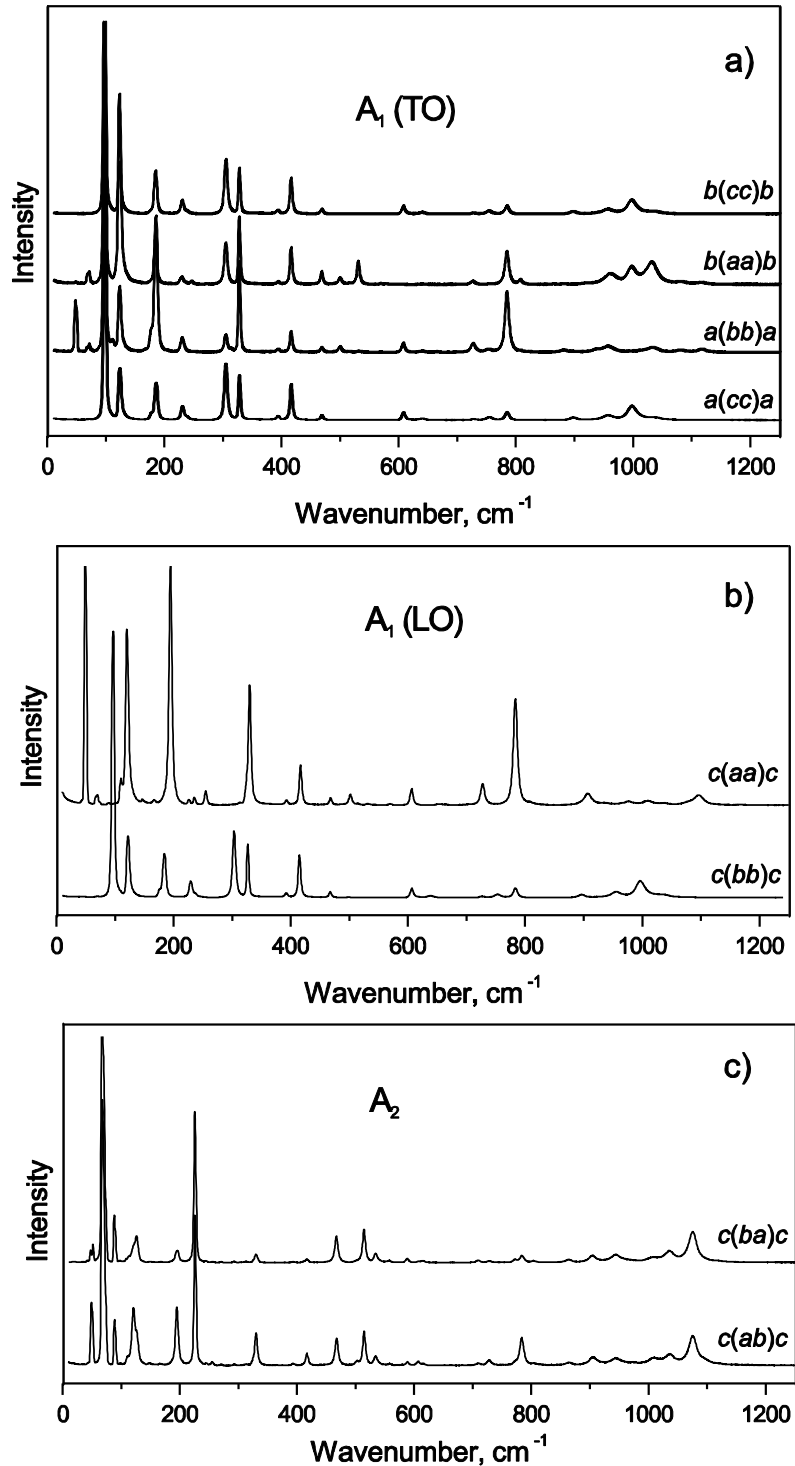 a)
A₁ (TO)
b(cc)b
b(aa)b
a(bb)a
a(cc)a
Intensity
0 200 400 600 800 1000 1200
Wavenumber, cm⁻¹
b)
A₁ (LO)
c(aa)c
c(bb)c
Intensity
0 200 400 600 800 1000 1200
Wavenumber, cm⁻¹
c)
A₂
c(ba)c
c(ab)c
Intensity
0 200 400 600 800 1000 1200
Wavenumber, cm⁻¹